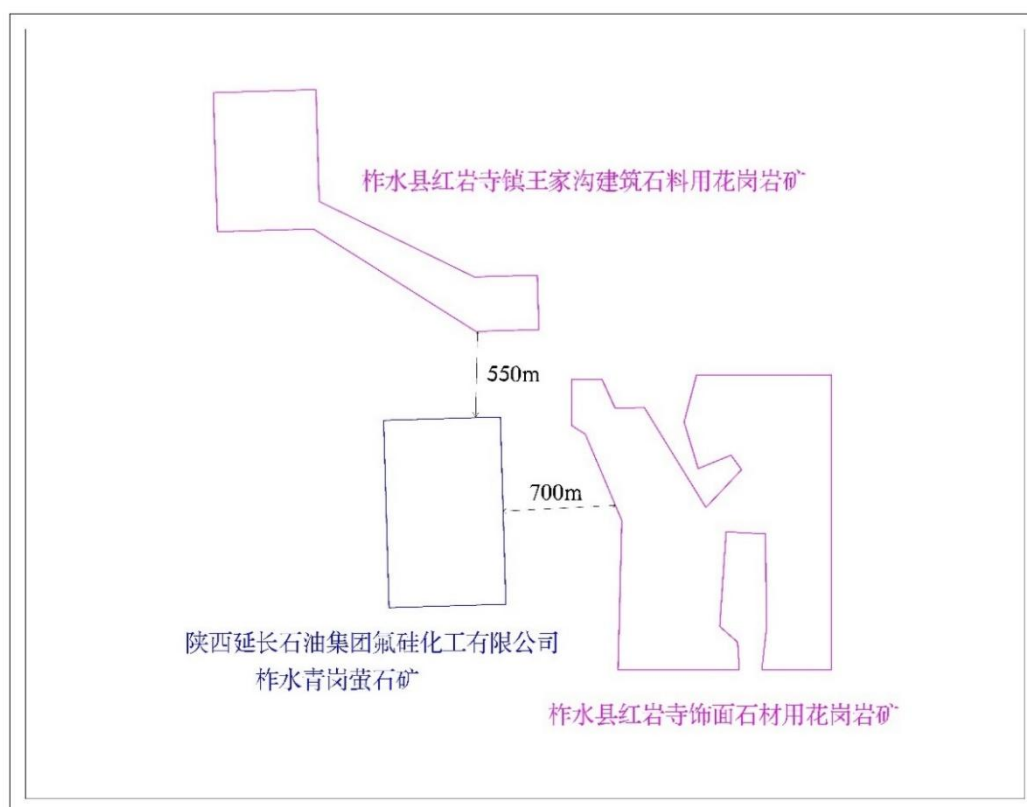 柞水县红岩寺镇王家沟建筑石料用花岗岩矿
550m
700m
陕西延长石油集团氟硅化工有限公司
柞水青岗萤石矿
柞水县红岩寺饰面石材用花岗岩矿